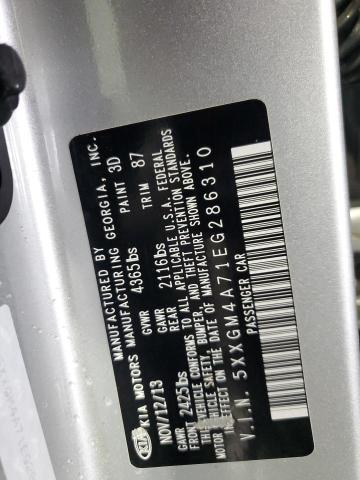 MANUFACTURED BY
KIA KIA MOTORS MANUFACTURING GEORGIA, INC.
NOV/12/13 GVWR 4365lbs PAINT 3D
GAWR FRONT 2425lbs GAWR REAR 2116lbs TRIM 87
VEHICLE CONFORMS TO ALL APPLICABLE U.S.A. FEDERAL
VEHICLE SAFETY, BUMPER, AND THEFT PREVENTION STANDARDS
IN EFFECT ON THE DATE OF MANUFACTURE SHOWN ABOVE.
V.I.N. 5XXGM4A71EG286310
PASSENGER CAR